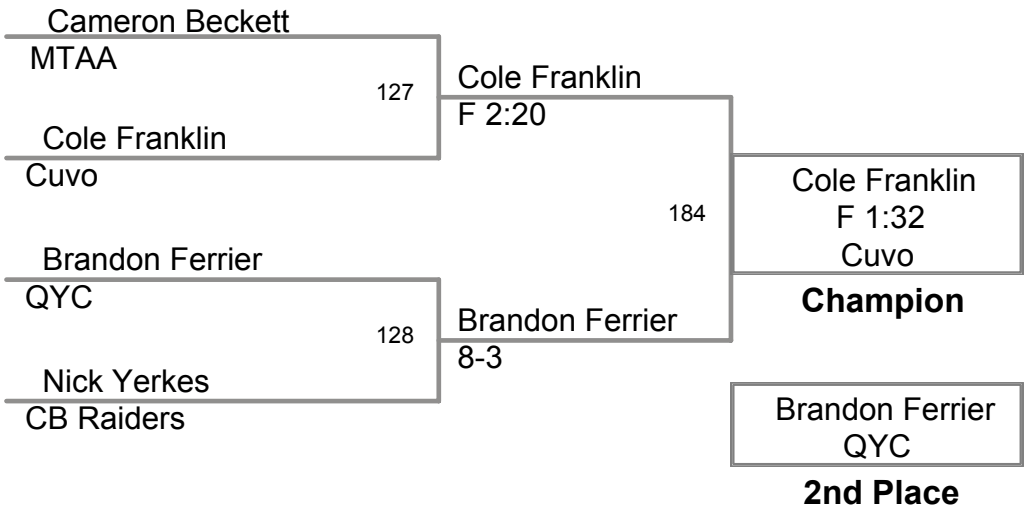 Cameron Beckett
MTAA
127
Cole Franklin
Cuvo
Cole Franklin
F 2:20
184
Brandon Ferrier
QYC
128
Nick Yerkes
CB Raiders
Brandon Ferrier
8-3
Cole Franklin
F 1:32
Cuvo
Champion
Brandon Ferrier
QYC
2nd Place